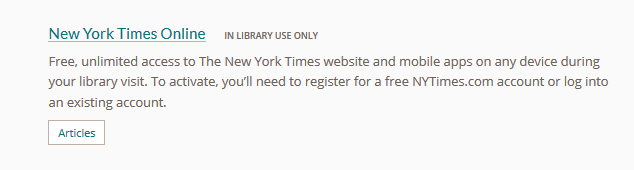 New York Times Online IN LIBRARY USE ONLY
Free, unlimited access to The New York Times website and mobile apps on any device during
your library visit. To activate, you’ll need to register for a free NYTimes.com account or log into
an existing account.
Articles